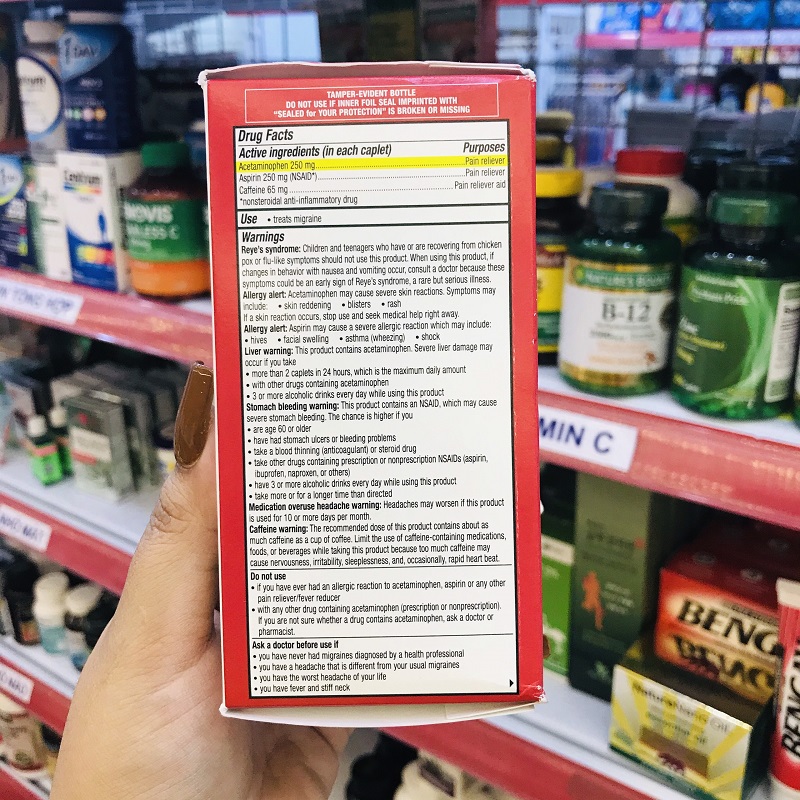 TAMPER-EVIDENT BOTTLE
DO NOT USE IF INNER FOIL SEAL IMPRINTED WITH
“SEALED for YOUR PROTECTION” IS BROKEN OR MISSING
Drug Facts
Active ingredients (in each caplet) Purposes
Acetaminophen 250 mg Pain reliever
Aspirin 250 mg (NSAID*) Pain reliever
Caffeine 65 mg Pain reliever aid
*nonsteroidal anti-inflammatory drug
Use • treats migraine
Warnings
Reye's syndrome: Children and teenagers who have or are recovering from chicken
pox or flu-like symptoms should not use this product. When using this product, if
changes in behavior with nausea and vomiting occur, consult a doctor because these
symptoms could be an early sign of Reye's syndrome, a rare but serious illness.
Allergy alert: Acetaminophen may cause severe skin reactions. Symptoms may
include: • skin reddening • blisters • rash
If a skin reaction occurs, stop use and seek medical help right away.
Allergy alert: Aspirin may cause a severe allergic reaction which may include:
• hives • facial swelling • asthma (wheezing) • shock
Liver warning: This product contains acetaminophen. Severe liver damage may
occur if you take
• more than 2 caplets in 24 hours, which is the maximum daily amount
• with other drugs containing acetaminophen
• 3 or more alcoholic drinks every day while using this product
Stomach bleeding warning: This product contains an NSAID, which may cause
severe stomach bleeding. The chance is higher if you
• are age 60 or older
• have had stomach ulcers or bleeding problems
• take a blood thinning (anticoagulant) or steroid drug
• take other drugs containing prescription or nonprescription NSAIDs (aspirin,
ibuprofen, naproxen, or others)
• have 3 or more alcoholic drinks every day while using this product
• take more or for a longer time than directed
Medication overuse headache warning: Headaches may worsen if this product
is used for 10 or more days per month.
Caffeine warning: The recommended dose of this product contains about as
much caffeine as a cup of coffee. Limit the use of caffeine-containing medications,
foods, or beverages while taking this product because too much caffeine may
cause nervousness, irritability, sleeplessness, and, occasionally, rapid heart beat.
Do not use
• if you have ever had an allergic reaction to acetaminophen, aspirin or any other
pain reliever/fever reducer
• with any other drug containing acetaminophen (prescription or nonprescription).
If you are not sure whether a drug contains acetaminophen, ask a doctor or
pharmacist.
Ask a doctor before use if
• you have never had migraines diagnosed by a health professional
• you have a headache that is different from your usual migraines
• you have the worst headache of your life
• you have fever and stiff neck
NATURE'S
B-12
MIN C
BENG
BENGA